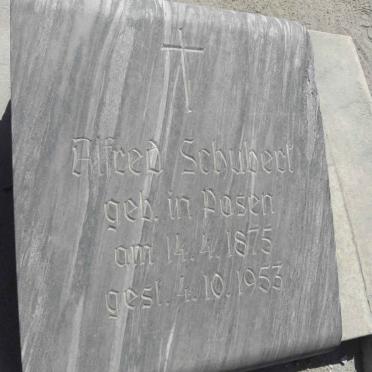 Alfred Schubert
geb. in Posen
am 14.4.1875
gest. 4.10.1953